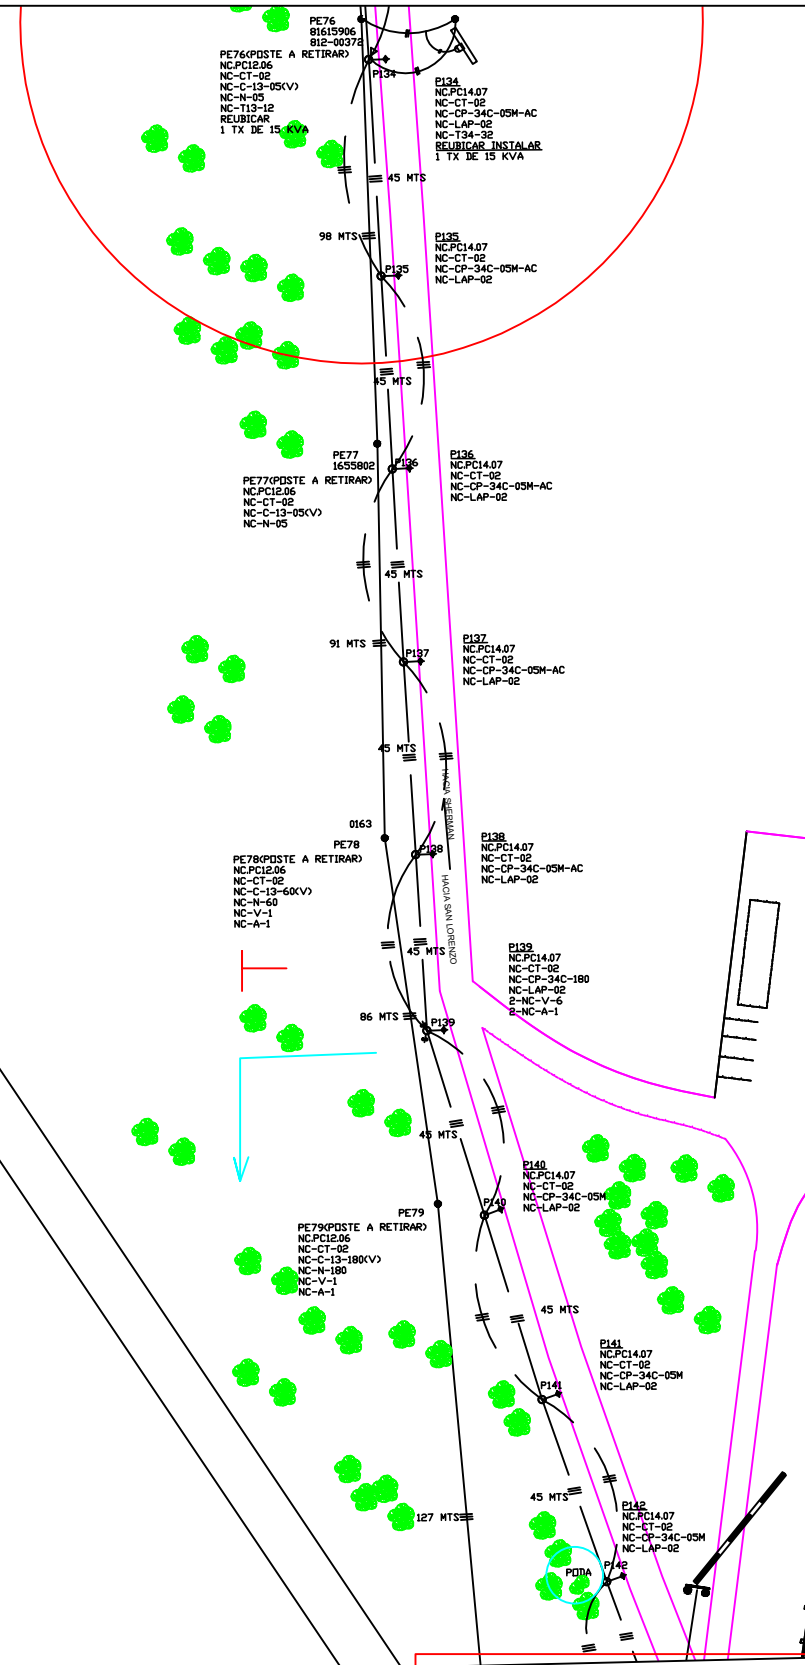 PE76
81615906
812-00372
PE76(POSTE A RETIRAR)
NC.PC12.06
NC-CT-02
NC-C-13-05(V)
NC-N-05
NC-T13-12
REUBICAR
1 TX DE 15 KVA
P134
P134
NC.PC14.07
NC-CT-02
NC-CP-34C-05M-AC
NC-LAP-02
NC-T34-32
REUBICAR INSTALAR
1 TX DE 15 KVA
45 MTS
98 MTS
P135
P135
NC.PC14.07
NC-CT-02
NC-CP-34C-05M-AC
NC-LAP-02
45 MTS
PE77
1655802
PE77(POSTE A RETIRAR)
NC.PC12.06
NC-CT-02
NC-C-13-05(V)
NC-N-05
P136
P136
NC.PC14.07
NC-CT-02
NC-CP-34C-05M-AC
NC-LAP-02
45 MTS
91 MTS
P137
P137
NC.PC14.07
NC-CT-02
NC-CP-34C-05M-AC
NC-LAP-02
45 MTS
HACIA SHERMAN
0163
PE78
PE78(POSTE A RETIRAR)
NC.PC12.06
NC-CT-02
NC-C-13-60(V)
NC-N-60
NC-V-1
NC-A-1
P138
P138
NC.PC14.07
NC-CT-02
NC-CP-34C-05M-AC
NC-LAP-02
HACIA SAN LORENZO
45 MTS
P139
NC.PC14.07
NC-CT-02
NC-CP-34C-180
NC-LAP-02
2-NC-V-6
2-NC-A-1
86 MTS
P139
45 MTS
P140
NC.PC14.07
NC-CT-02
NC-CP-34C-05M
NC-LAP-02
P140
PE79
PE79(POSTE A RETIRAR)
NC.PC12.06
NC-CT-02
NC-C-13-180(V)
NC-N-180
NC-V-1
NC-A-1
45 MTS
P141
NC.PC14.07
NC-CT-02
NC-CP-34C-05M
NC-LAP-02
P141
45 MTS
127 MTS
P142
NC.PC14.07
NC-CT-02
NC-CP-34C-05M
NC-LAP-02
P142
PODA